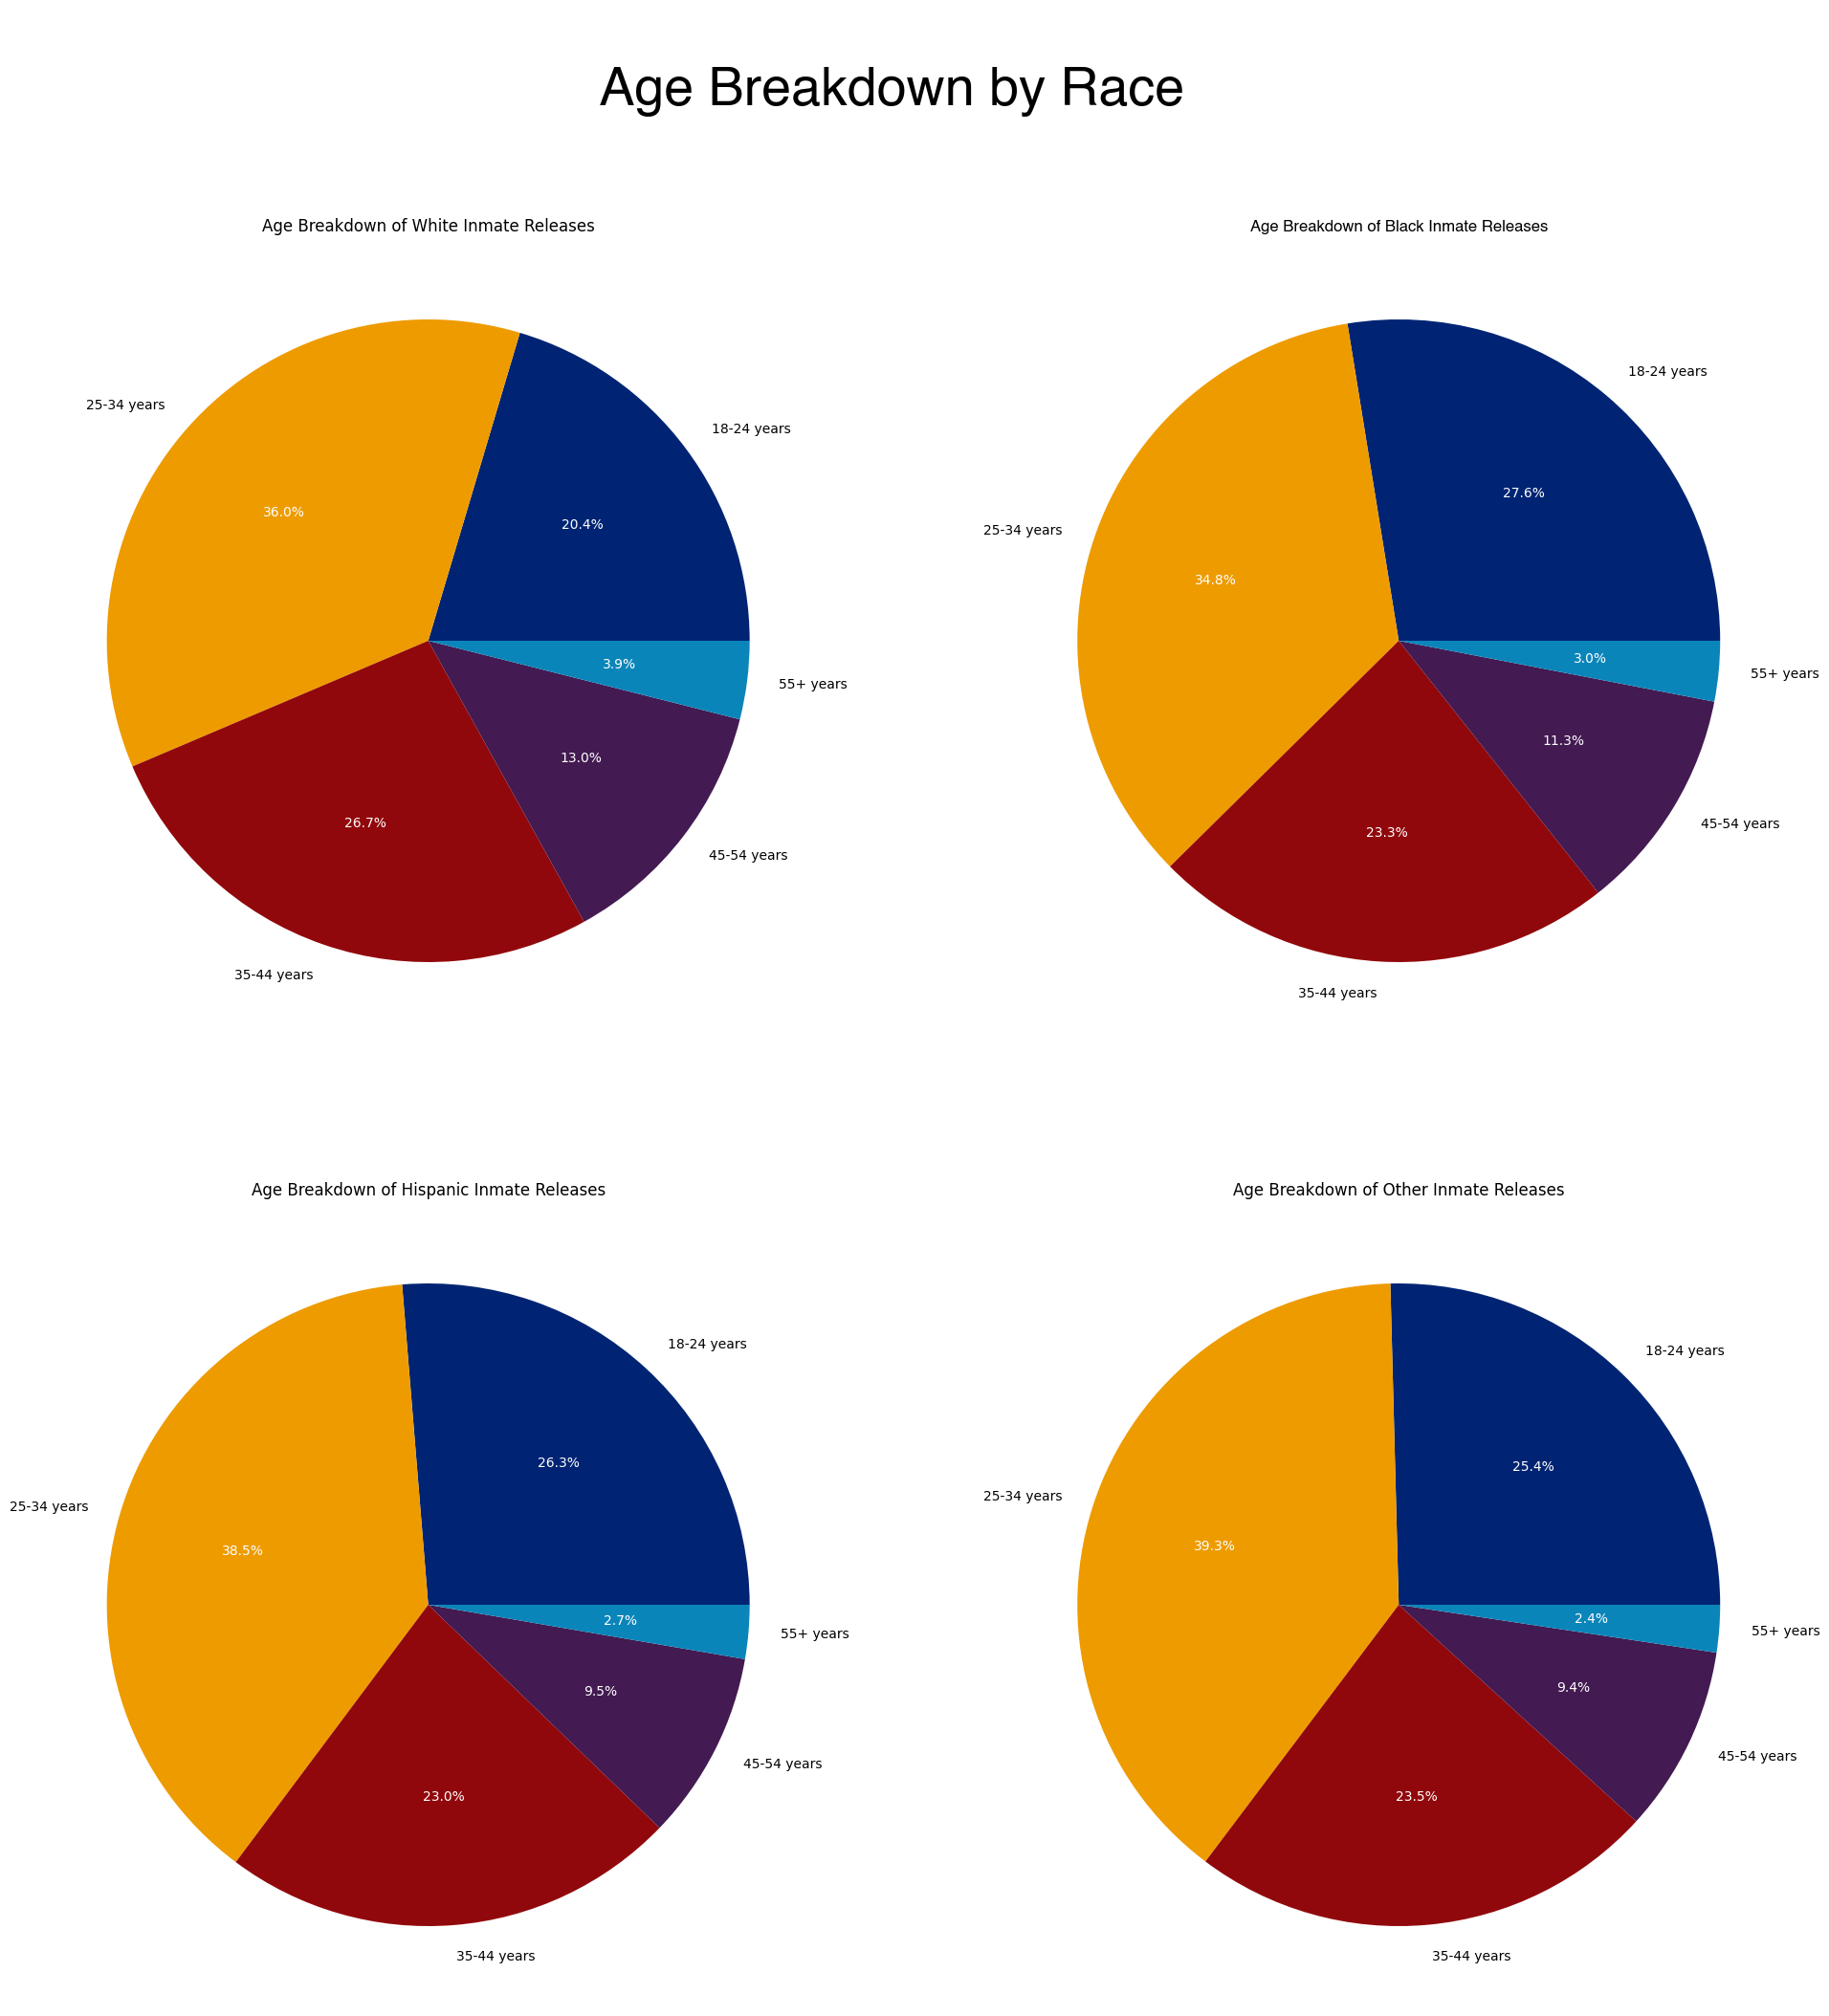 Age Breakdown by Race
Age Breakdown of White Inmate Releases
25-34 years
18-24 years
36.0%
20.4%
3.9%
55+ years
13.0%
26.7%
45-54 years
35-44 years
Age Breakdown of Black Inmate Releases
18-24 years
27.6%
25-34 years
34.8%
3.0%
55+ years
11.3%
45-54 years
23.3%
35-44 years
Age Breakdown of Hispanic Inmate Releases
18-24 years
26.3%
25-34 years
38.5%
2.7%
55+ years
9.5%
45-54 years
23.0%
35-44 years
Age Breakdown of Other Inmate Releases
18-24 years
25.4%
25-34 years
39.3%
2.4%
55+ years
9.4%
45-54 years
23.5%
35-44 years